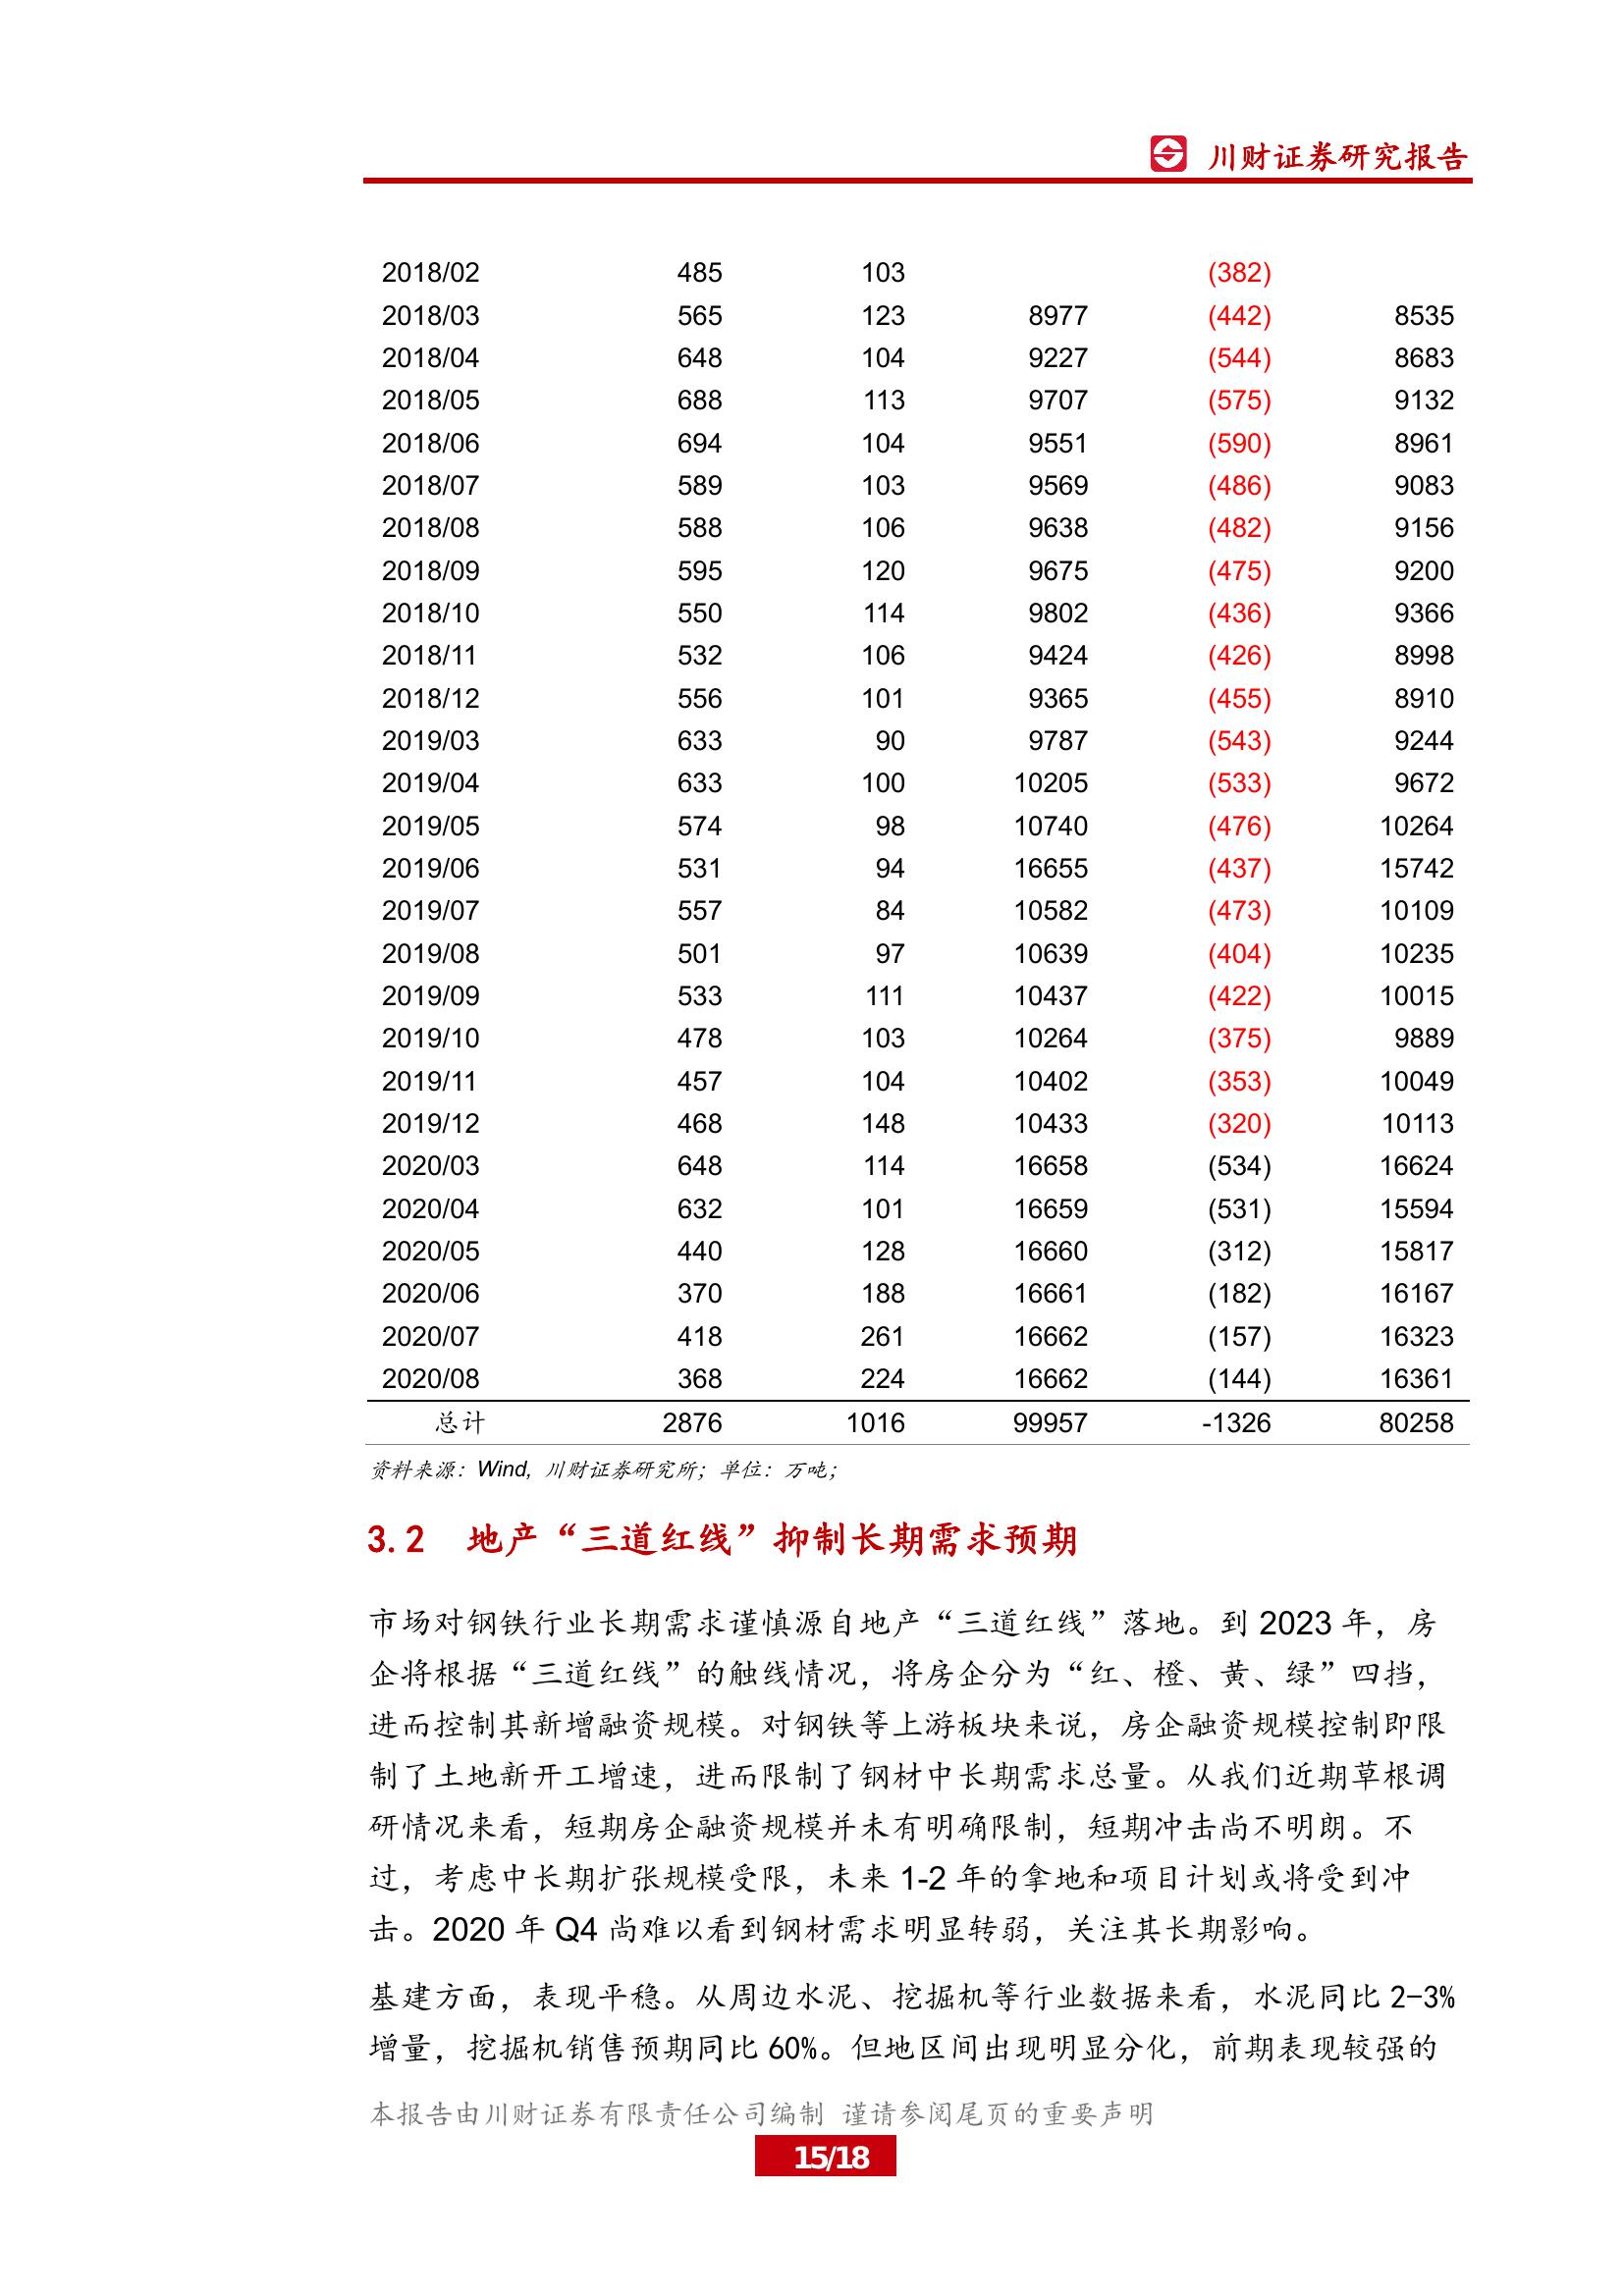 川财证券研究报告
2018/02 485 103 (382)
2018/03 565 123 8977 (442) 8535
2018/04 648 104 9227 (544) 8683
2018/05 688 113 9707 (575) 9132
2018/06 694 104 9551 (590) 8961
2018/07 589 103 9569 (486) 9083
2018/08 588 106 9638 (482) 9156
2018/09 595 120 9675 (475) 9200
2018/10 550 114 9802 (436) 9366
2018/11 532 106 9424 (426) 8998
2018/12 556 101 9365 (455) 8910
2019/03 633 90 9787 (543) 9244
2019/04 633 100 10205 (533) 9672
2019/05 574 98 10740 (476) 10264
2019/06 531 94 16655 (437) 15742
2019/07 557 84 10582 (473) 10109
2019/08 501 97 10639 (404) 10235
2019/09 533 111 10437 (422) 10015
2019/10 478 103 10264 (375) 9889
2019/11 457 104 10402 (353) 10049
2019/12 468 148 10433 (320) 10113
2020/03 648 114 16658 (534) 16624
2020/04 632 101 16659 (531) 15594
2020/05 440 128 16660 (312) 15817
2020/06 370 188 16661 (182) 16167
2020/07 418 261 16662 (157) 16323
2020/08 368 224 16662 (144) 16361
总计 2876 1016 99957 -1326 80258
资料来源：Wind，川财证券研究所；单位：万吨；
3.2 地产“三道红线”抑制长期需求预期
市场对钢铁行业长期需求谨慎源自地产“三道红线”落地。到 2023 年，房
企将根据“三道红线”的触线情况，将房企分为“红、橙、黄、绿”四挡，
进而控制其新增融资规模。对钢铁等上游板块来说，房企融资规模控制即限
制了土地新开工增速，进而限制了钢材中长期需求总量。从我们近期草根调
研情况来看，短期房企融资规模并未有明确限制，短期冲击尚不明朗。不
过，考虑中长期扩张规模受限，未来 1-2 年的拿地和项目计划或将受到冲
击。2020 年 Q4 尚难以看到钢材需求明显转弱，关注其长期影响。
基建方面，表现平稳。从周边水泥、挖掘机等行业数据来看，水泥同比 2-3%
增量，挖掘机销售预期同比 60%。但地区间出现明显分化，前期表现较强的
本报告由川财证券有限责任公司编制 谨请参阅尾页的重要声明
15/18